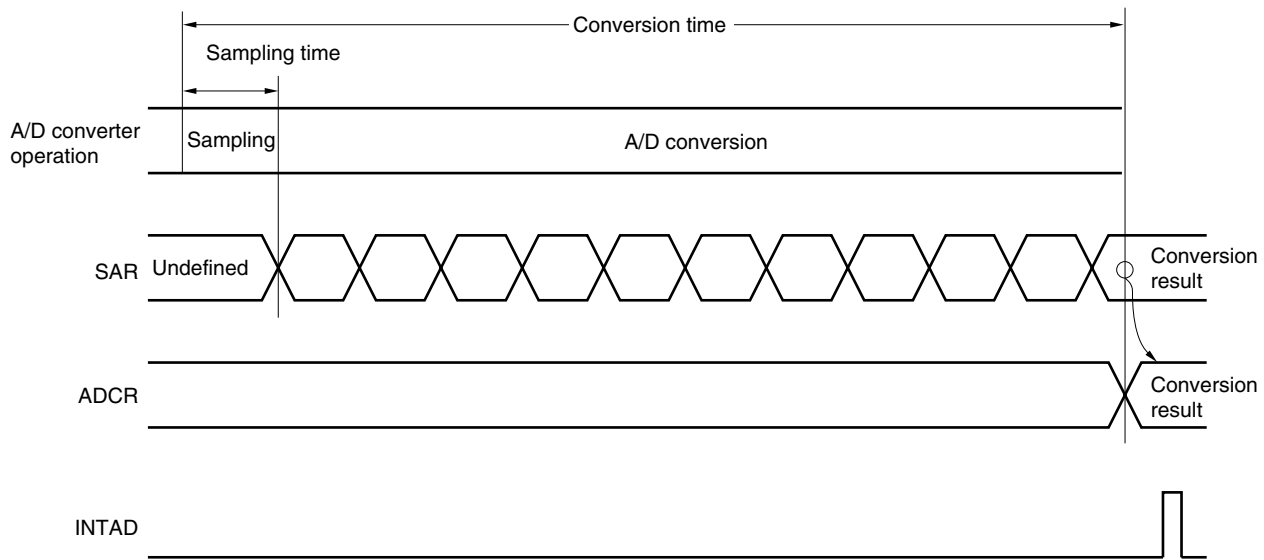 Conversion time
Sampling time
A/D converter
operation
Sampling
A/D conversion
SAR
Undefined
Conversion
result
ADCR
Conversion
result
INTAD